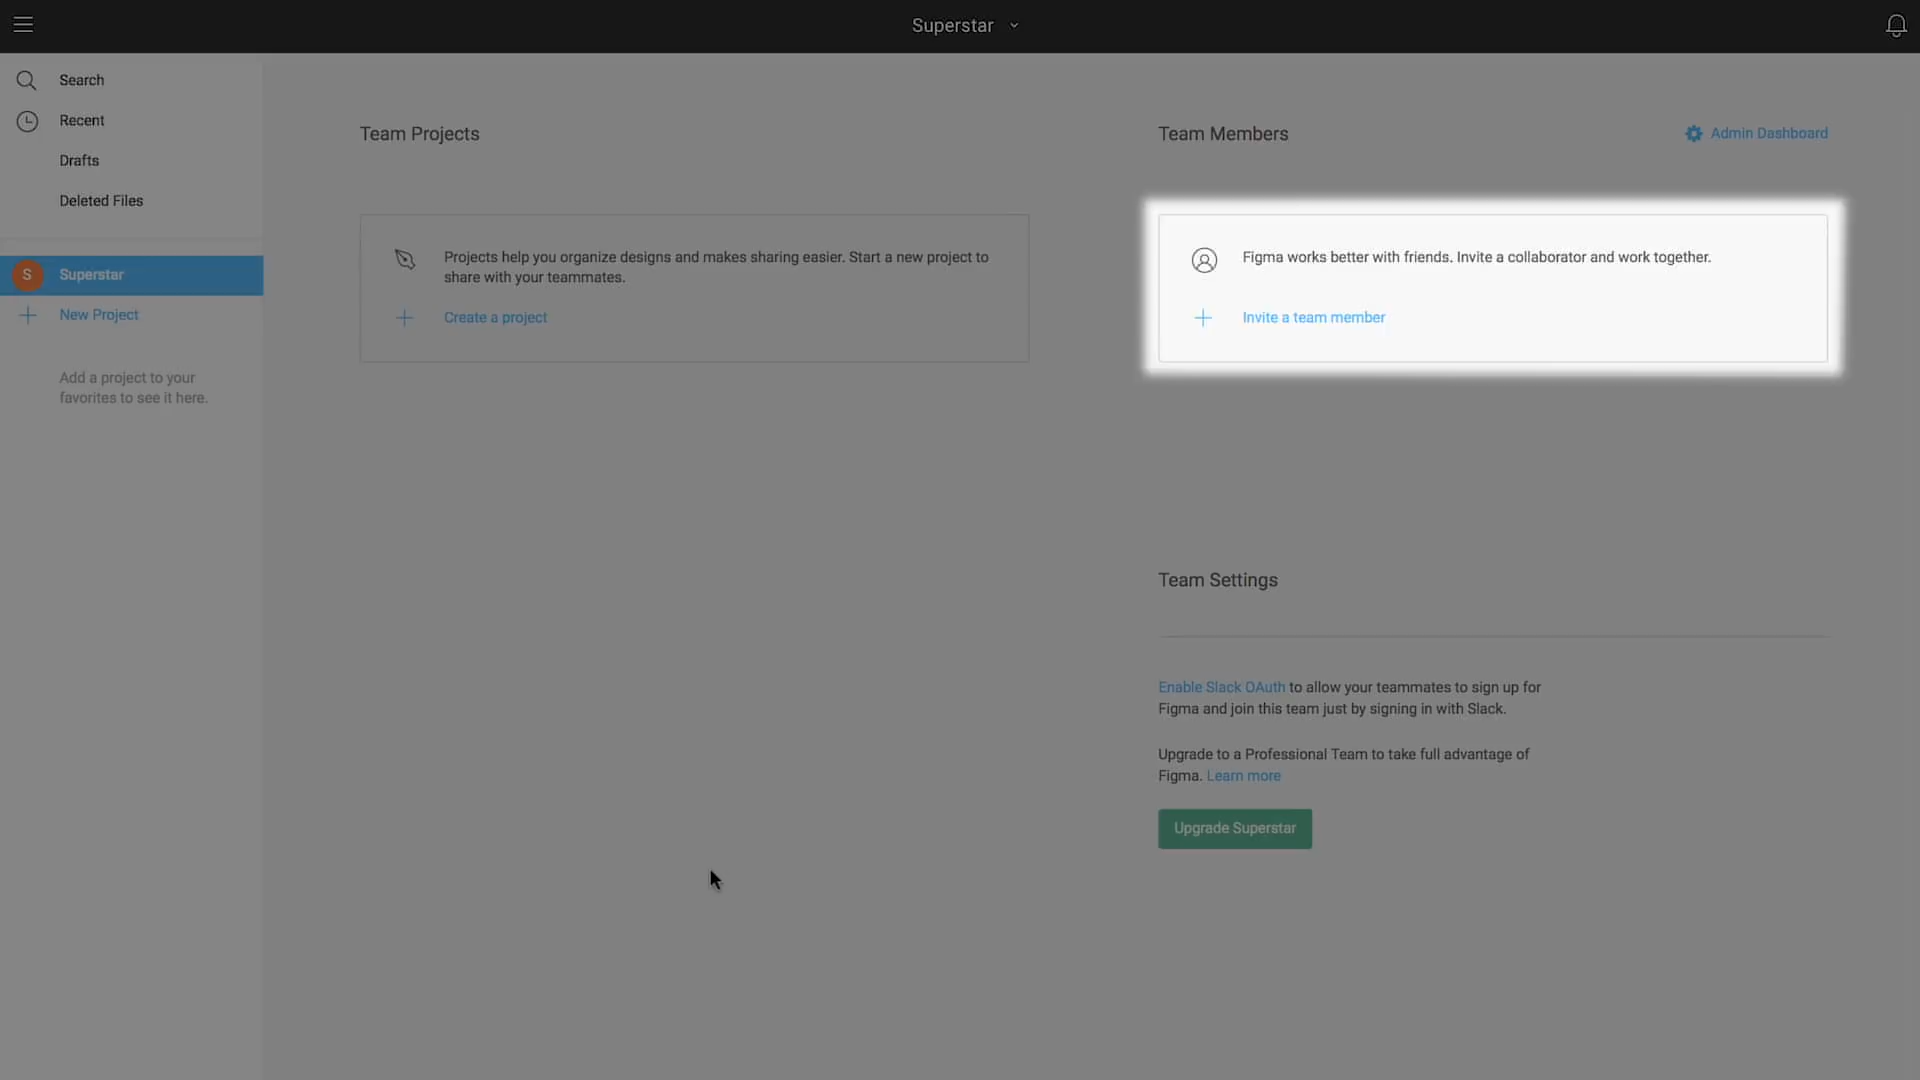 Superstar
Search
Recent
Drafts
Deleted Files
S
Superstar
New Project
Add a project to your
favorites to see it here.
Team Projects
Projects help you organize designs and makes sharing easier. Start a new project to
share with your teammates.
Create a project
Team Members
Admin Dashboard
Figma works better with friends. Invite a collaborator and work together.
Invite a team member
Team Settings
Enable Slack OAuth to allow your teammates to sign up for
Figma and join this team just by signing in with Slack.
Upgrade to a Professional Team to take full advantage of
Figma. Learn more
Upgrade Superstar